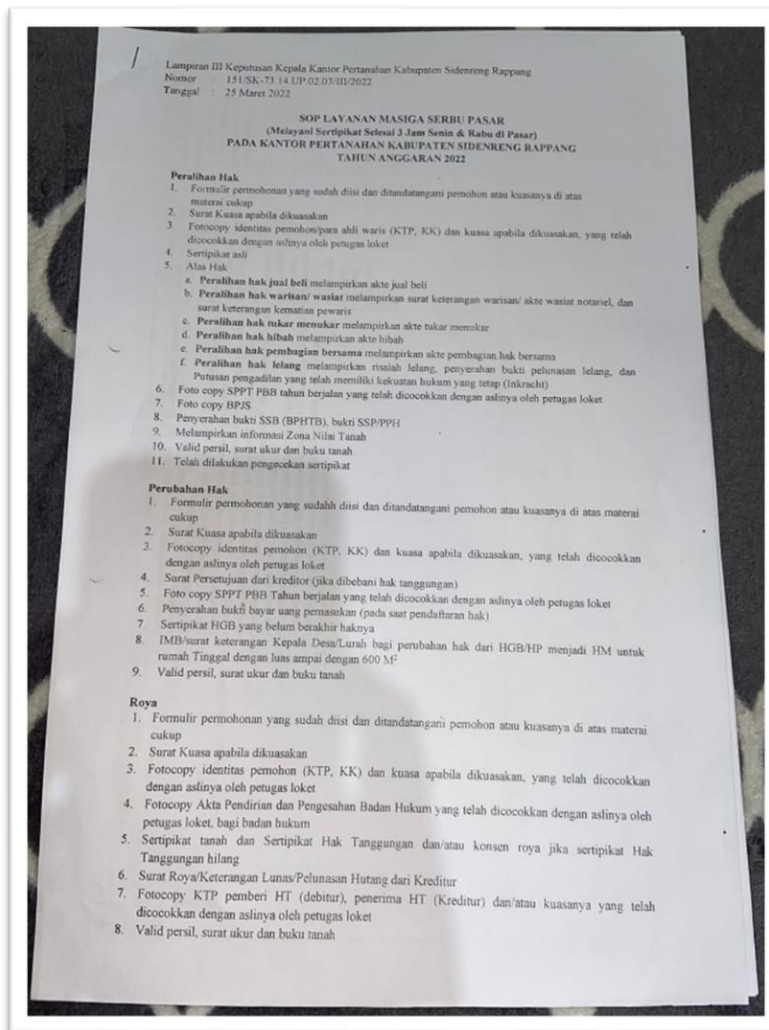 Lampiran III Keputusan Kepala Kantor Pertanahan Kabupaten Sidenreng Rappang
Nomor : 151/SK-73.14.UP.02.03/III/2022
Tanggal : 25 Maret 2022
SOP LAYANAN MASIGA SERBU PASAR
(Melayani Sertipikat Selesai 3 Jam Senin & Rabu di Pasar)
PADA KANTOR PERTANAHAN KABUPATEN SIDENRENG RAPPANG
TAHUN ANGGARAN 2022
Peralihan Hak
1. Formulir permohonan yang sudah diisi dan ditandatangani pemohon atau kuasanya di atas
materai cukup
2. Surat Kuasa apabila dikuasakan
3. Fotocopy identitas pemohon/para ahli waris (KTP, KK) dan kuasa apabila dikuasakan, yang telah
dicocokkan dengan aslinya oleh petugas loket
4. Sertipikat asli
5. Alas Hak
a. Peralihan hak jual beli melampirkan akte jual beli
b. Peralihan hak warisan/ wasiat melampirkan surat keterangan warisan/ akte wasiat notariel, dan
surat keterangan kematian pewaris
c. Peralihan hak tukar menukar melampirkan akte tukar menukar
d. Peralihan hak hibah melampirkan akte hibah
e. Peralihan hak pembagian bersama melampirkan akte pembagian hak bersama
f. Peralihan hak lelang melampirkan risalah lelang, penyerahan bukti pelunasan lelang, dan
Putusan pengadilan yang telah memiliki kekuatan hukum yang tetap (Inkracht)
6. Foto copy SPPT PBB tahun berjalan yang telah dicocokkan dengan aslinya oleh petugas loket
7. Foto copy BPJS
8. Penyerahan bukti SSB (BPHTB), bukti SSP/PPH
9. Melampirkan informasi Zona Nilai Tanah
10. Valid persil, surat ukur dan buku tanah
11. Telah dilakukan pengecekan sertipikat
Perubahan Hak
1. Formulir permohonan yang sudahh diisi dan ditandatangani pemohon atau kuasanya di atas materai
cukup
2. Surat Kuasa apabila dikuasakan
3. Fotocopy identitas pemohon (KTP, KK) dan kuasa apabila dikuasakan, yang telah dicocokkan
dengan aslinya oleh petugas loket
4. Surat Persetujuan dari kreditor (jika dibebani hak tanggungan)
5. Foto copy SPPT PBB Tahun berjalan yang telah dicocokkan dengan aslinya oleh petugas loket
6. Penyerahan bukti bayar uang pemasukan (pada saat pendaftaran hak)
7. Sertipikat HGB yang belum berakhir haknya
8. IMB/surat keterangan Kepala Desa/Lurah bagi perubahan hak dari HGB/HP menjadi HM untuk
rumah Tinggal dengan luas ampai dengan 600 M²
9. Valid persil, surat ukur dan buku tanah
Roya
1. Formulir permohonan yang sudah diisi dan ditandatangani pemohon atau kuasanya di atas materai
cukup
2. Surat Kuasa apabila dikuasakan
3. Fotocopy identitas pemohon (KTP, KK) dan kuasa apabila dikuasakan, yang telah dicocokkan
dengan aslinya oleh petugas loket
4. Fotocopy Akta Pendirian dan Pengesahan Badan Hukum yang telah dicocokkan dengan aslinya oleh
petugas loket, bagi badan hukum
5. Sertipikat tanah dan Sertipikat Hak Tanggungan dan/atau konsen roya jika sertipikat Hak
Tanggungan hilang
6. Surat Roya/Keterangan Lunas/Pelunasan Hutang dari Kreditur
7. Fotocopy KTP pemberi HT (debitur), penerima HT (Kreditur) dan/atau kuasanya yang telah
dicocokkan dengan aslinya oleh petugas loket
8. Valid persil, surat ukur dan buku tanah